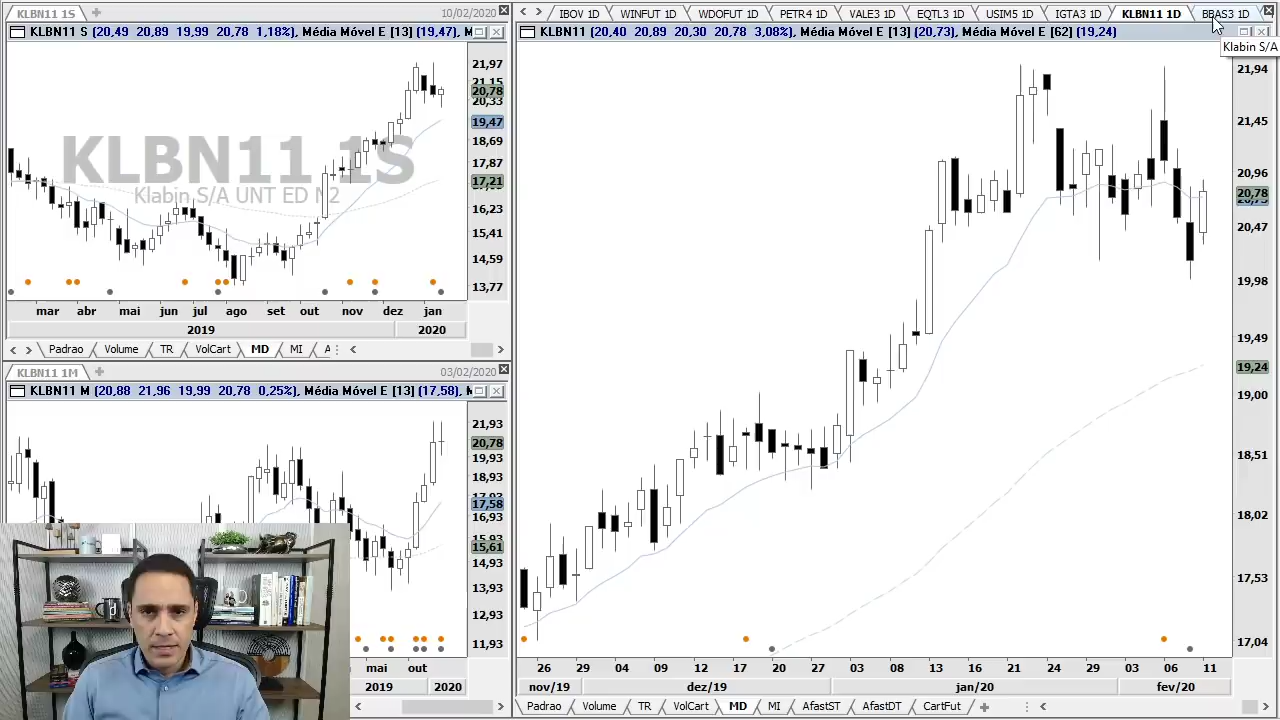 KLBN11 1S
10/02/2020
KLBN11 S (20,49 20,89 19,99 20,78 1,18%), Média Móvel E [13] (19,47), M
21,97
21,15
20,78
20,33
19,47
18,69
17,87
17,21
16,23
15,41
14,59
13,77
KLBN11 1S
Klabin S/A UNT ED N2
mar abr mai jun jul ago set out nov dez jan
2019 2020
Padrao Volume TR VolCart MD MI A
KLBN11 1M
03/02/2020
KLBN11 M (20,88 21,96 19,99 20,78 0,25%), Média Móvel E [13] (17,58), M
21,93
20,78
19,93
18,93
17,58
16,93
15,61
14,93
13,93
12,93
11,93
mai out
2019 2020
IBOV 1D WINFUT 1D WDOFUT 1D PETR4 1D VALE3 1D EQTL3 1D USIM5 1D IGTA3 1D KLBN11 1D BBAS3 1D
KLBN11 (20,40 20,89 20,30 20,78 3,08%), Média Móvel E [13] (20,73), Média Móvel E [62] (19,24)
Klabin S/A
21,94
21,45
20,96
20,78
20,73
20,47
19,98
19,49
19,24
19,00
18,51
18,02
17,53
17,04
26 29 04 09 12 17 20 27 03 08 13 16 21 24 29 03 06 11
nov/19 dez/19 jan/20 fev/20
Padrao Volume TR VolCart MD MI AfastST AfastDT CartFut